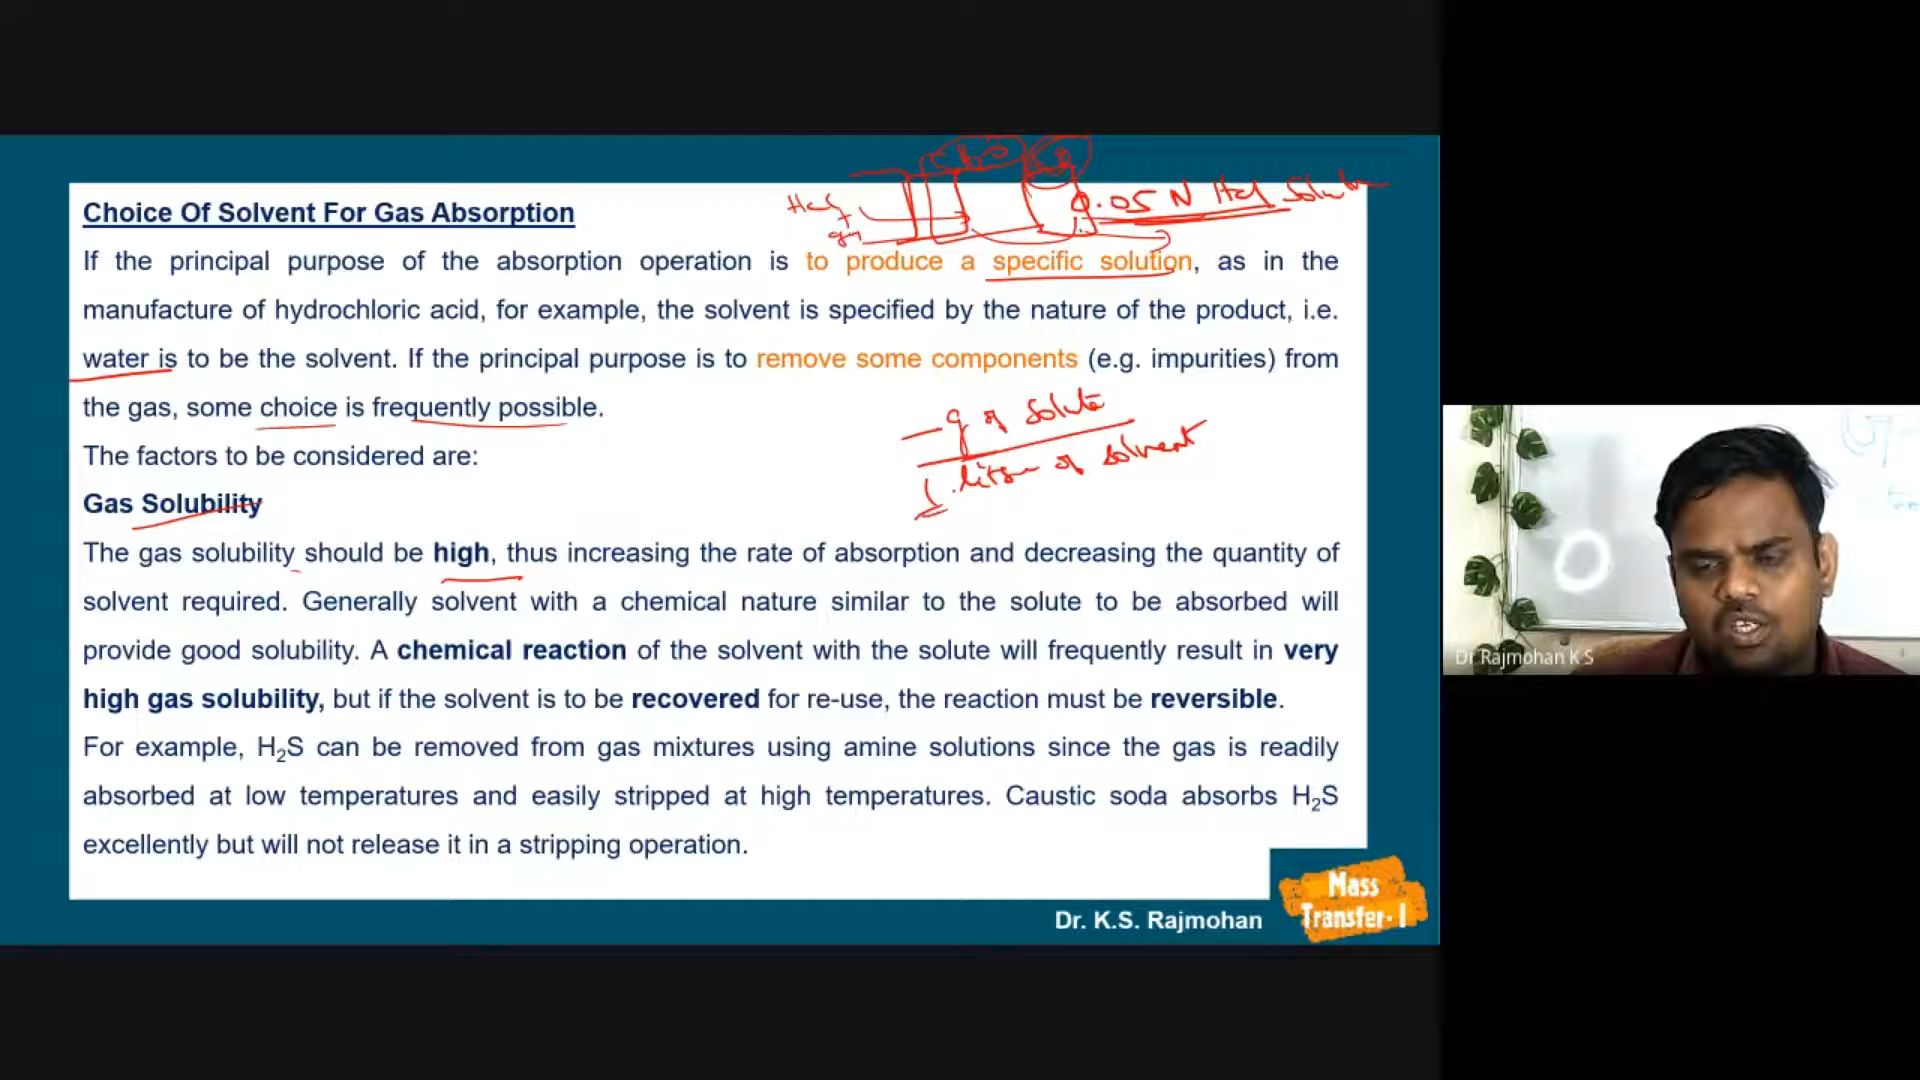 Choice Of Solvent For Gas Absorption
0.05 N Hcl Solut
If the principal purpose of the absorption operation is to produce a specific solution, as in the
manufacture of hydrochloric acid, for example, the solvent is specified by the nature of the product, i.e.
water is to be the solvent. If the principal purpose is to remove some components (e.g. impurities) from
the gas, some choice is frequently possible.
g of solute
1 liter of solvent
The factors to be considered are:
Gas Solubility
The gas solubility should be high, thus increasing the rate of absorption and decreasing the quantity of
solvent required. Generally solvent with a chemical nature similar to the solute to be absorbed will
provide good solubility. A chemical reaction of the solvent with the solute will frequently result in very
high gas solubility, but if the solvent is to be recovered for re-use, the reaction must be reversible.
For example, H₂S can be removed from gas mixtures using amine solutions since the gas is readily
absorbed at low temperatures and easily stripped at high temperatures. Caustic soda absorbs H₂S
excellently but will not release it in a stripping operation.
Dr. K.S. Rajmohan
Mass
Transfer- I
Dr Rajmohan K S